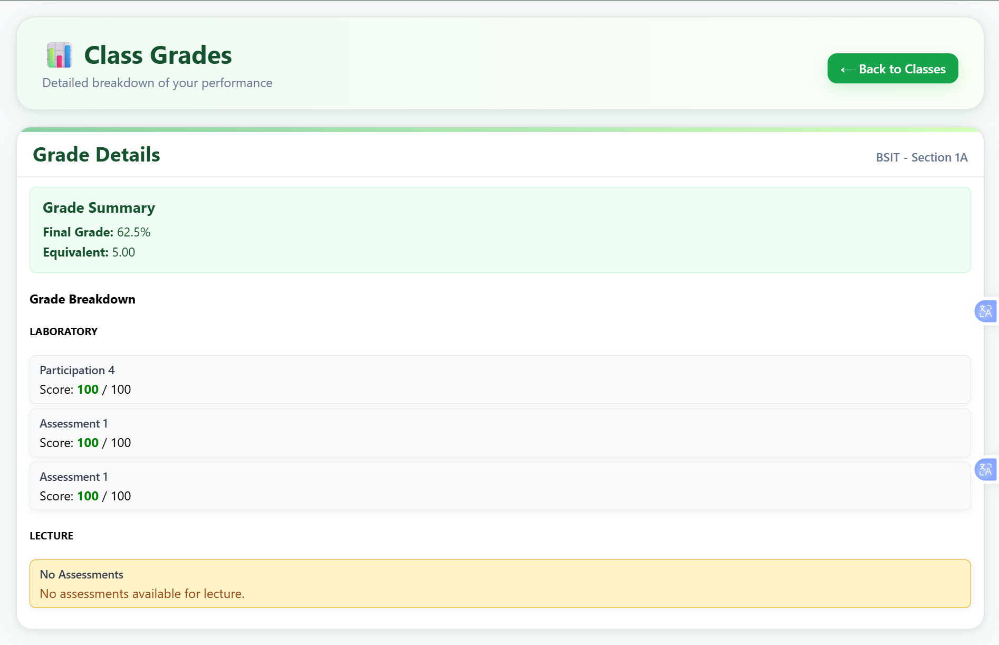 Class Grades
Detailed breakdown of your performance
← Back to Classes
Grade Details
BSIT - Section 1A
Grade Summary
Final Grade: 62.5%
Equivalent: 5.00
Grade Breakdown
LABORATORY
Participation 4
Score: 100 / 100
Assessment 1
Score: 100 / 100
Assessment 1
Score: 100 / 100
LECTURE
No Assessments
No assessments available for lecture.